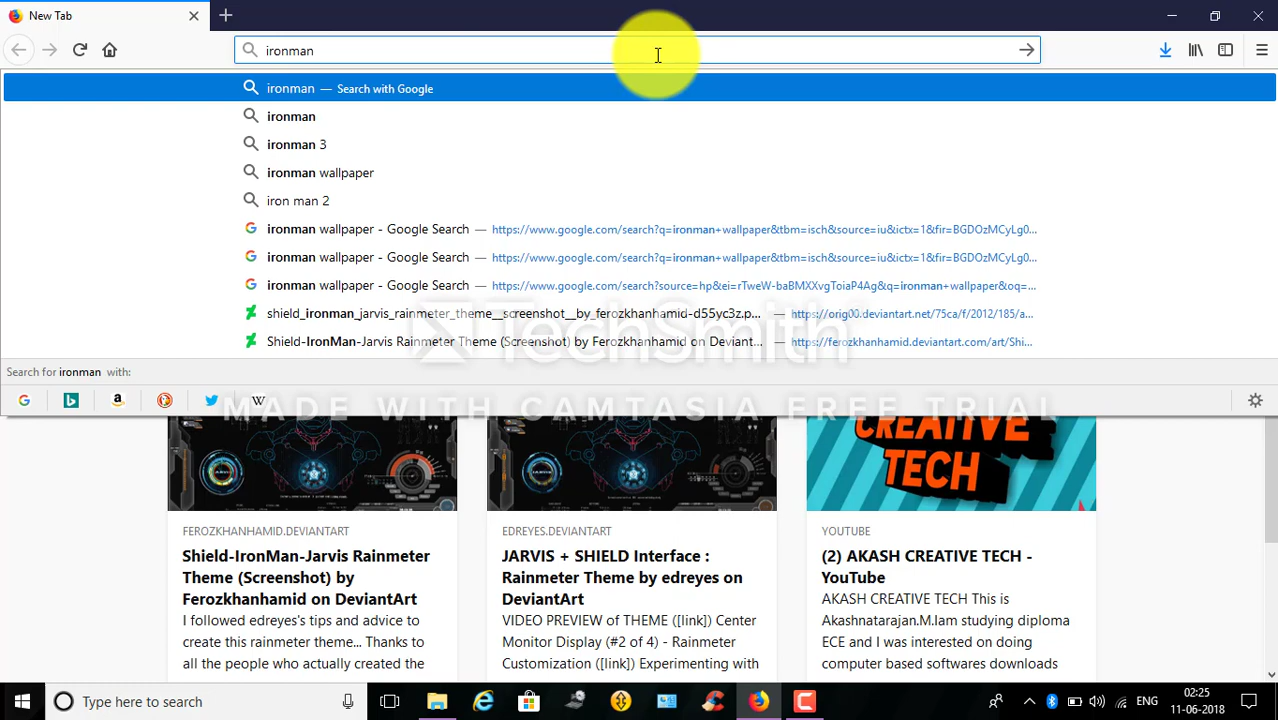 New Tab
ironman
ironman — Search with Google
ironman
ironman 3
ironman wallpaper
iron man 2
ironman wallpaper - Google Search — https://www.google.com/search?q=ironman+wallpaper&tbm=isch&source=iu&ictx=1&fir=BGDOzMCyLg0...
ironman wallpaper - Google Search — https://www.google.com/search?q=ironman+wallpaper&tbm=isch&source=iu&ictx=1&fir=BGDOzMCyLg0...
ironman wallpaper - Google Search — https://www.google.com/search?source=hp&ei=rTweW-baBMXXvgToiaP4Ag&q=ironman+wallpaper&oq=...
shield_ironman_jarvis_rainmeter_theme__screenshot__by_ferozkhanhamid-d55yc3z.p... — https://orig00.deviantart.net/75ca/f/2012/185/a...
Shield-IronMan-Jarvis Rainmeter Theme (Screenshot) by Ferozkhanhamid on Deviant... — https://ferozkhanhamid.deviantart.com/art/Shi...
TechSmith
Search for ironman with:
MADE WITH CAMTASIA FREE TRIAL
CREATIVE
TECH
FEROZKHANHAMID.DEVIANTART
Shield-IronMan-Jarvis Rainmeter
Theme (Screenshot) by
Ferozkhanhamid on DeviantArt
I followed edreyes's tips and advice to
create this rainmeter theme... Thanks to
all the people who actually created the
EDREYES.DEVIANTART
JARVIS + SHIELD Interface :
Rainmeter Theme by edreyes on
DeviantArt
VIDEO PREVIEW of THEME ([link]) Center
Monitor Display (#2 of 4) - Rainmeter
Customization ([link]) Experimenting with
YOUTUBE
(2) AKASH CREATIVE TECH -
YouTube
AKASH CREATIVE TECH This is
Akashnatarajan.M.Iam studying diploma
ECE and I was interested on doing
computer based softwares downloads
Type here to search
ENG
02:25
11-06-2018